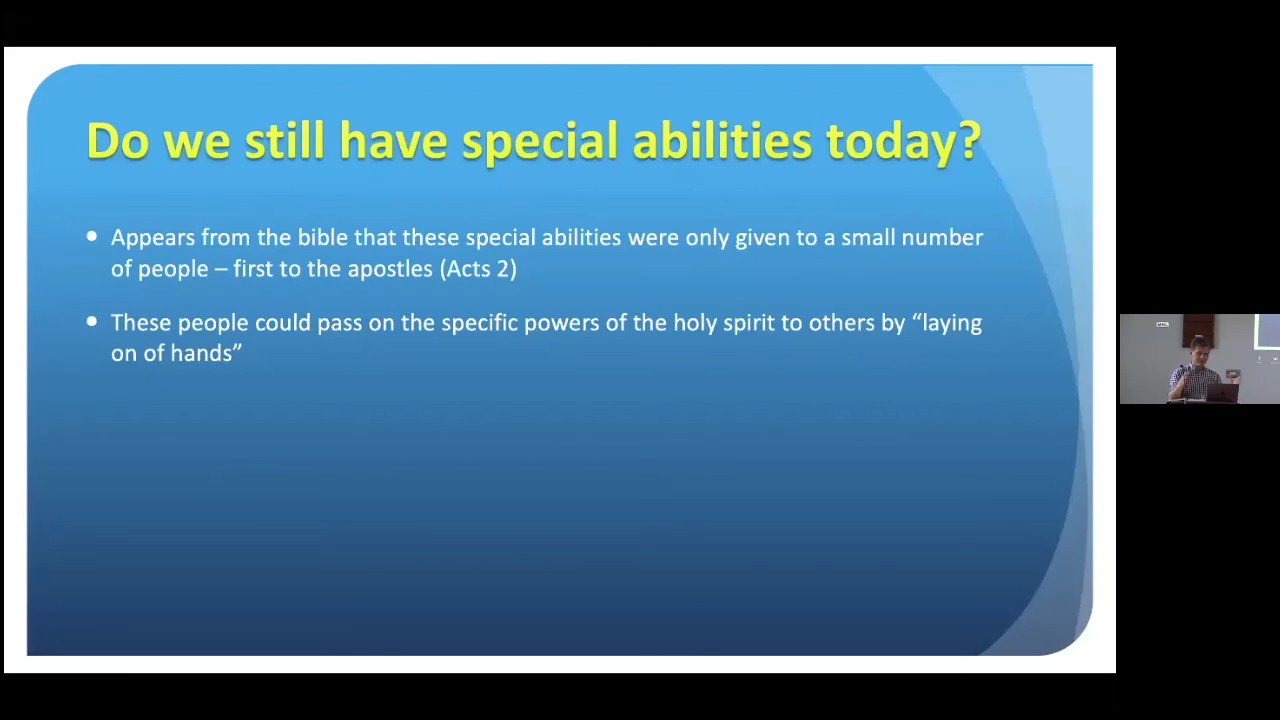 Do we still have special abilities today?
• Appears from the bible that these special abilities were only given to a small number
of people – first to the apostles (Acts 2)
• These people could pass on the specific powers of the holy spirit to others by “laying
on of hands”